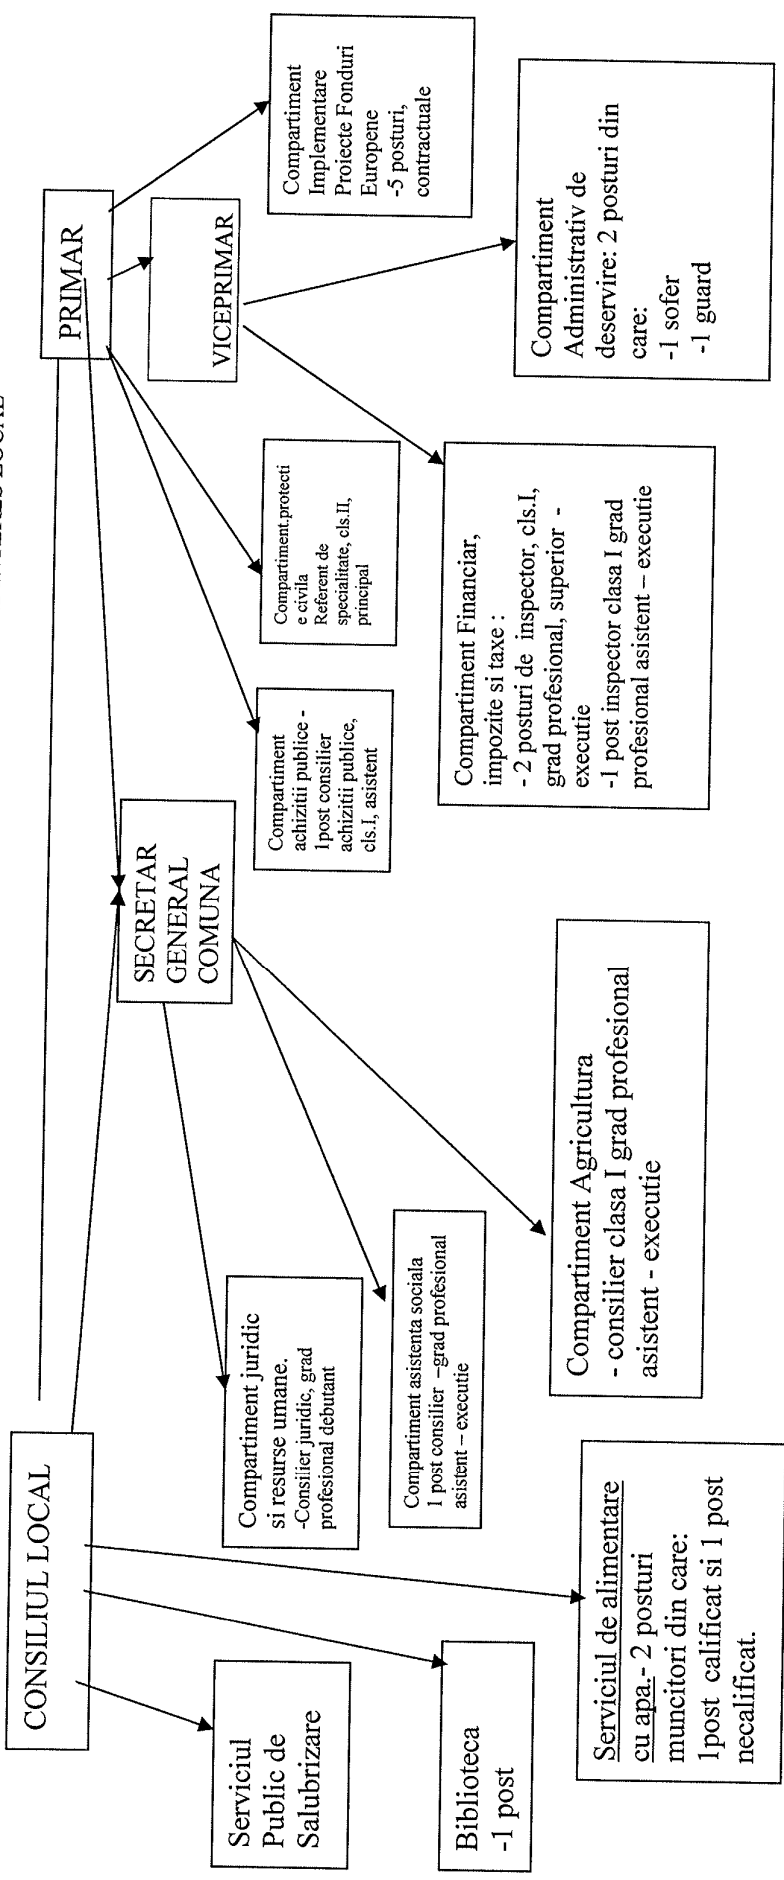 CONSILIUL LOCAL
PRIMAR
VICEPRIMAR
SECRETAR
GENERAL
COMUNA
Serviciul
Public de
Salubrizare
Biblioteca
-1 post
Serviciul de alimentare
cu apa.- 2 posturi
muncitori din care:
1post calificat si 1 post
necalificat.
Compartiment juridic
si resurse umane.
-Consilier juridic, grad
profesional debutant
Compartiment asistenta sociala
1 post consilier –grad profesional
asistent – executie
Compartiment Agricultura
- consilier clasa I grad profesional
asistent - executie
Compartiment
achizitii publice -
1post consilier
achizitii publice,
cls.I, asistent
Compartiment.protecti
e civila
Referent de
specialitate, cls.II,
principal
Compartiment Financiar,
impozite si taxe :
- 2 posturi de inspector, cls.I,
grad profesional, superior -
executie
-1 post inspector clasa I grad
profesional asistent – executie
Compartiment
Implementare
Proiecte Fonduri
Europene
-5 posturi,
contractuale
Compartiment
Administrativ de
deservire: 2 posturi din
care:
-1 sofer
-1 guard